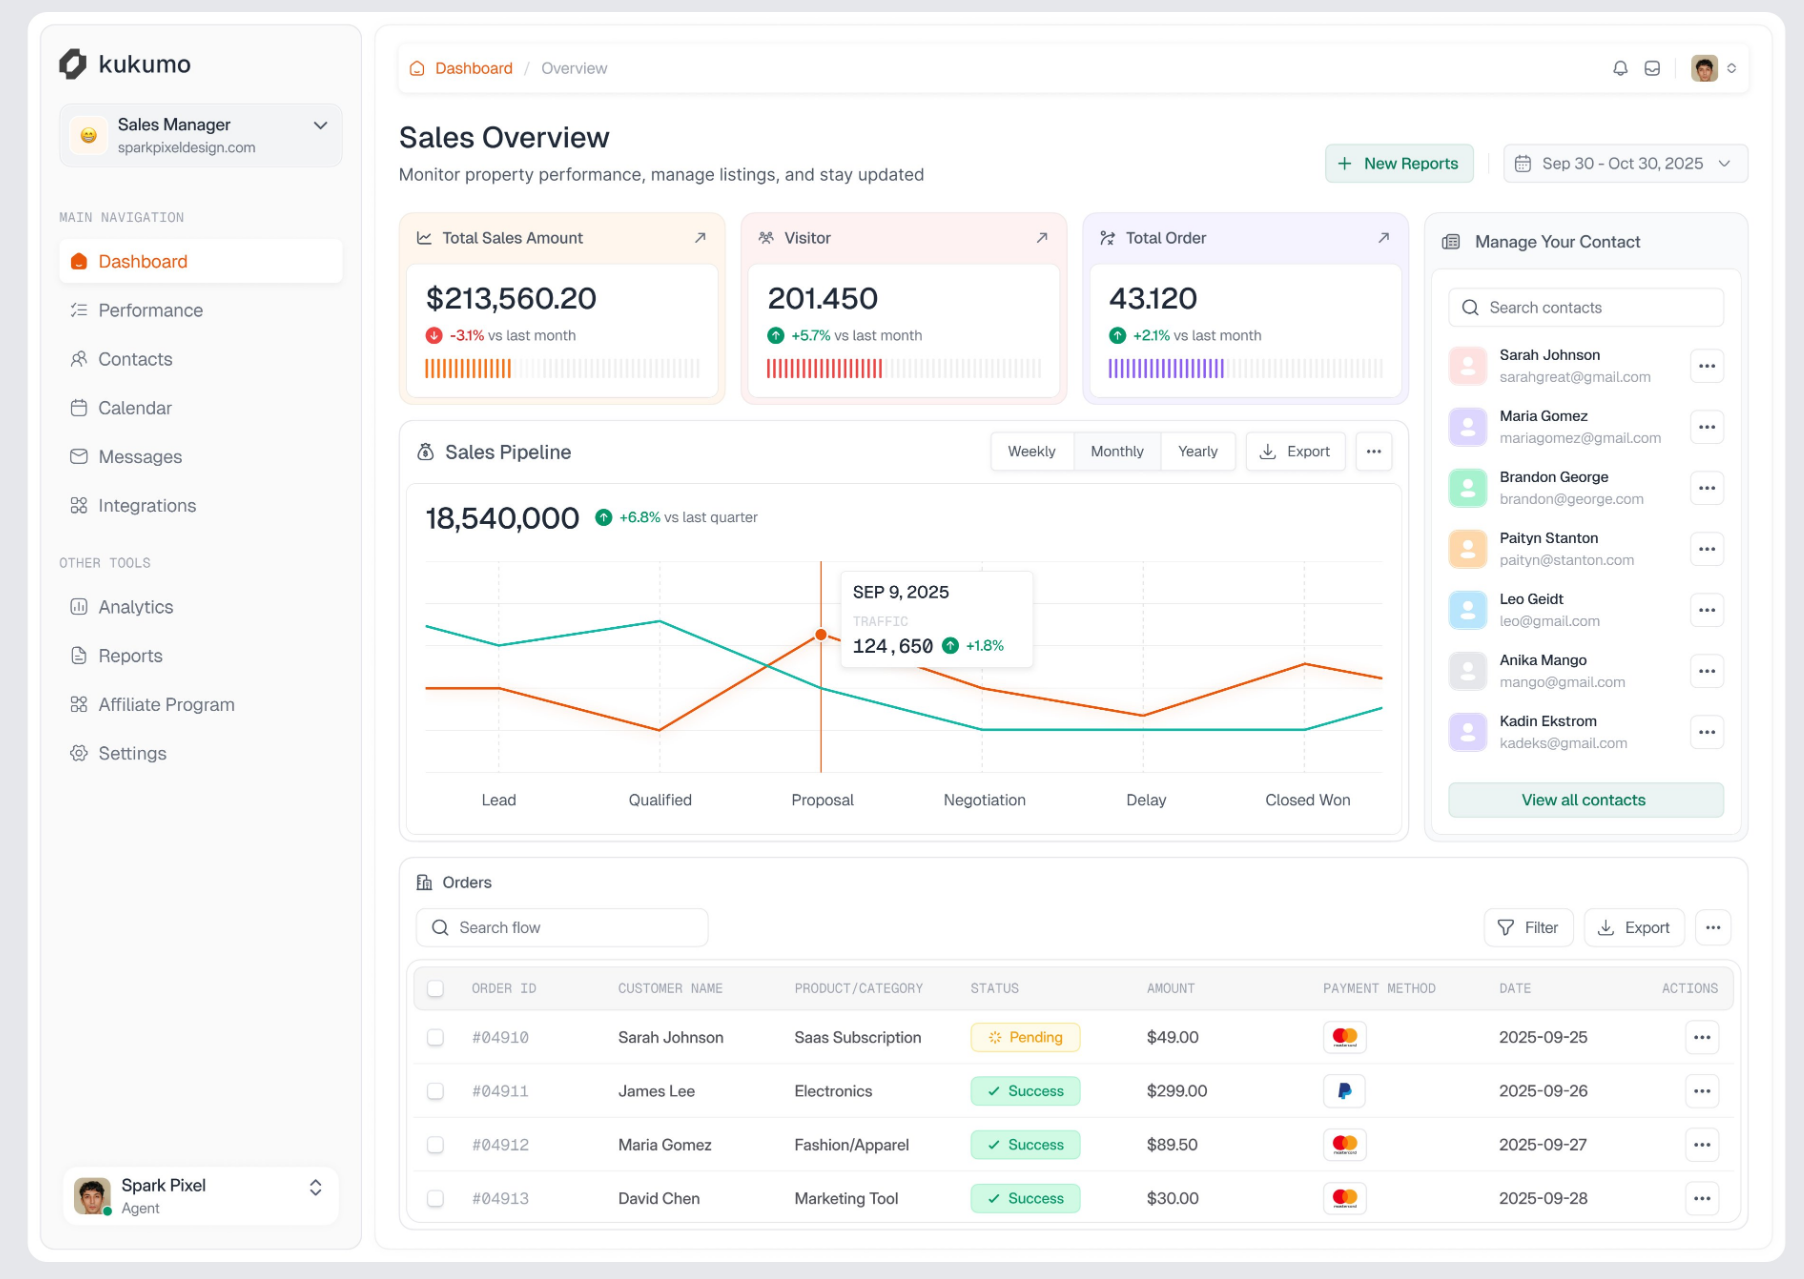 kukumo
Sales Manager
sparkpixeldesign.com
MAIN NAVIGATION
Dashboard
Performance
Contacts
Calendar
Messages
Integrations
OTHER TOOLS
Analytics
Reports
Affiliate Program
Settings
Spark Pixel
Agent
Dashboard / Overview
Sales Overview
Monitor property performance, manage listings, and stay updated
New Reports
Sep 30 - Oct 30, 2025
Total Sales Amount
$213,560.20
-3.1% vs last month
Visitor
201.450
+5.7% vs last month
Total Order
43.120
+2.1% vs last month
Sales Pipeline
Weekly Monthly Yearly Export
18,540,000 +6.8% vs last quarter
SEP 9, 2025
TRAFFIC
124,650 +1.8%
Lead Qualified Proposal Negotiation Delay Closed Won
Manage Your Contact
Search contacts
Sarah Johnson
sarahgreat@gmail.com
Maria Gomez
mariagomez@gmail.com
Brandon George
brandon@george.com
Paityn Stanton
paityn@stanton.com
Leo Geidt
leo@gmail.com
Anika Mango
mango@gmail.com
Kadin Ekstrom
kadeks@gmail.com
View all contacts
Orders
Search flow
Filter Export
ORDER ID CUSTOMER NAME PRODUCT/CATEGORY STATUS AMOUNT PAYMENT METHOD DATE ACTIONS
#04910 Sarah Johnson Saas Subscription Pending $49.00 mastercard 2025-09-25
#04911 James Lee Electronics Success $299.00 2025-09-26
#04912 Maria Gomez Fashion/Apparel Success $89.50 mastercard 2025-09-27
#04913 David Chen Marketing Tool Success $30.00 mastercard 2025-09-28